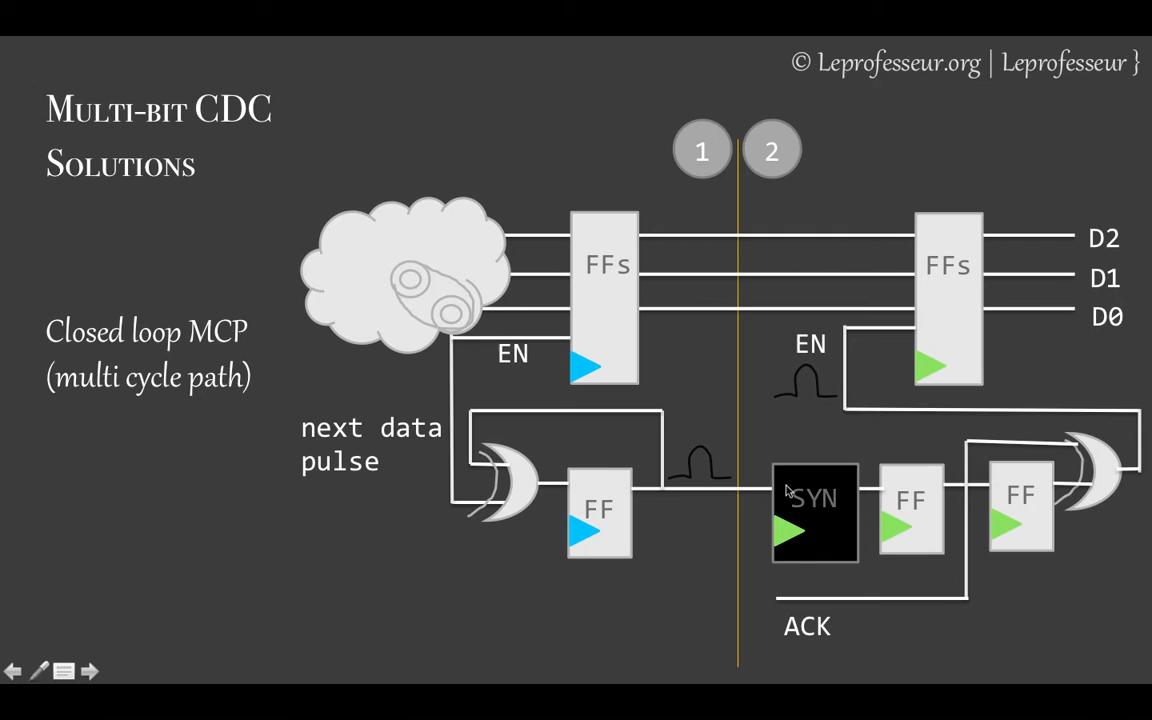 © Leprofesseur.org | Leprofesseur }
MULTI-BIT CDC
SOLUTIONS
1
2
D2
FFs
FFs
D1
D0
Closed loop MCP
(multi cycle path)
EN
EN
next data
pulse
SYN
FF
FF
FF
ACK